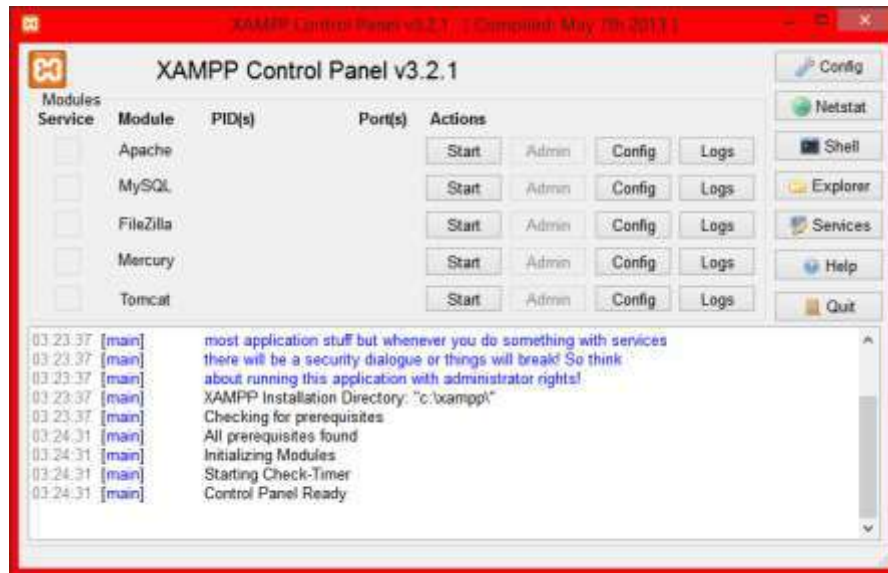 XAMPP Control Panel v3.2.1 [ Compiled: May 7th 2013 ]
XAMPP Control Panel v3.2.1
Config
Modules
Service Module PID(s) Port(s) Actions
Netstat
Apache Start Admin Config Logs
Shell
MySQL Start Admin Config Logs
Explorer
FileZilla Start Admin Config Logs
Services
Mercury Start Admin Config Logs
Help
Tomcat Start Admin Config Logs
Quit
03:23:37 [main] most application stuff but whenever you do something with services
03:23:37 [main] there will be a security dialogue or things will break! So think
03:23:37 [main] about running this application with administrator rights!
03:23:37 [main] XAMPP Installation Directory: "c:\xampp\"
03:23:37 [main] Checking for prerequisites
03:24:31 [main] All prerequisites found
03:24:31 [main] Initializing Modules
03:24:31 [main] Starting Check-Timer
03:24:31 [main] Control Panel Ready